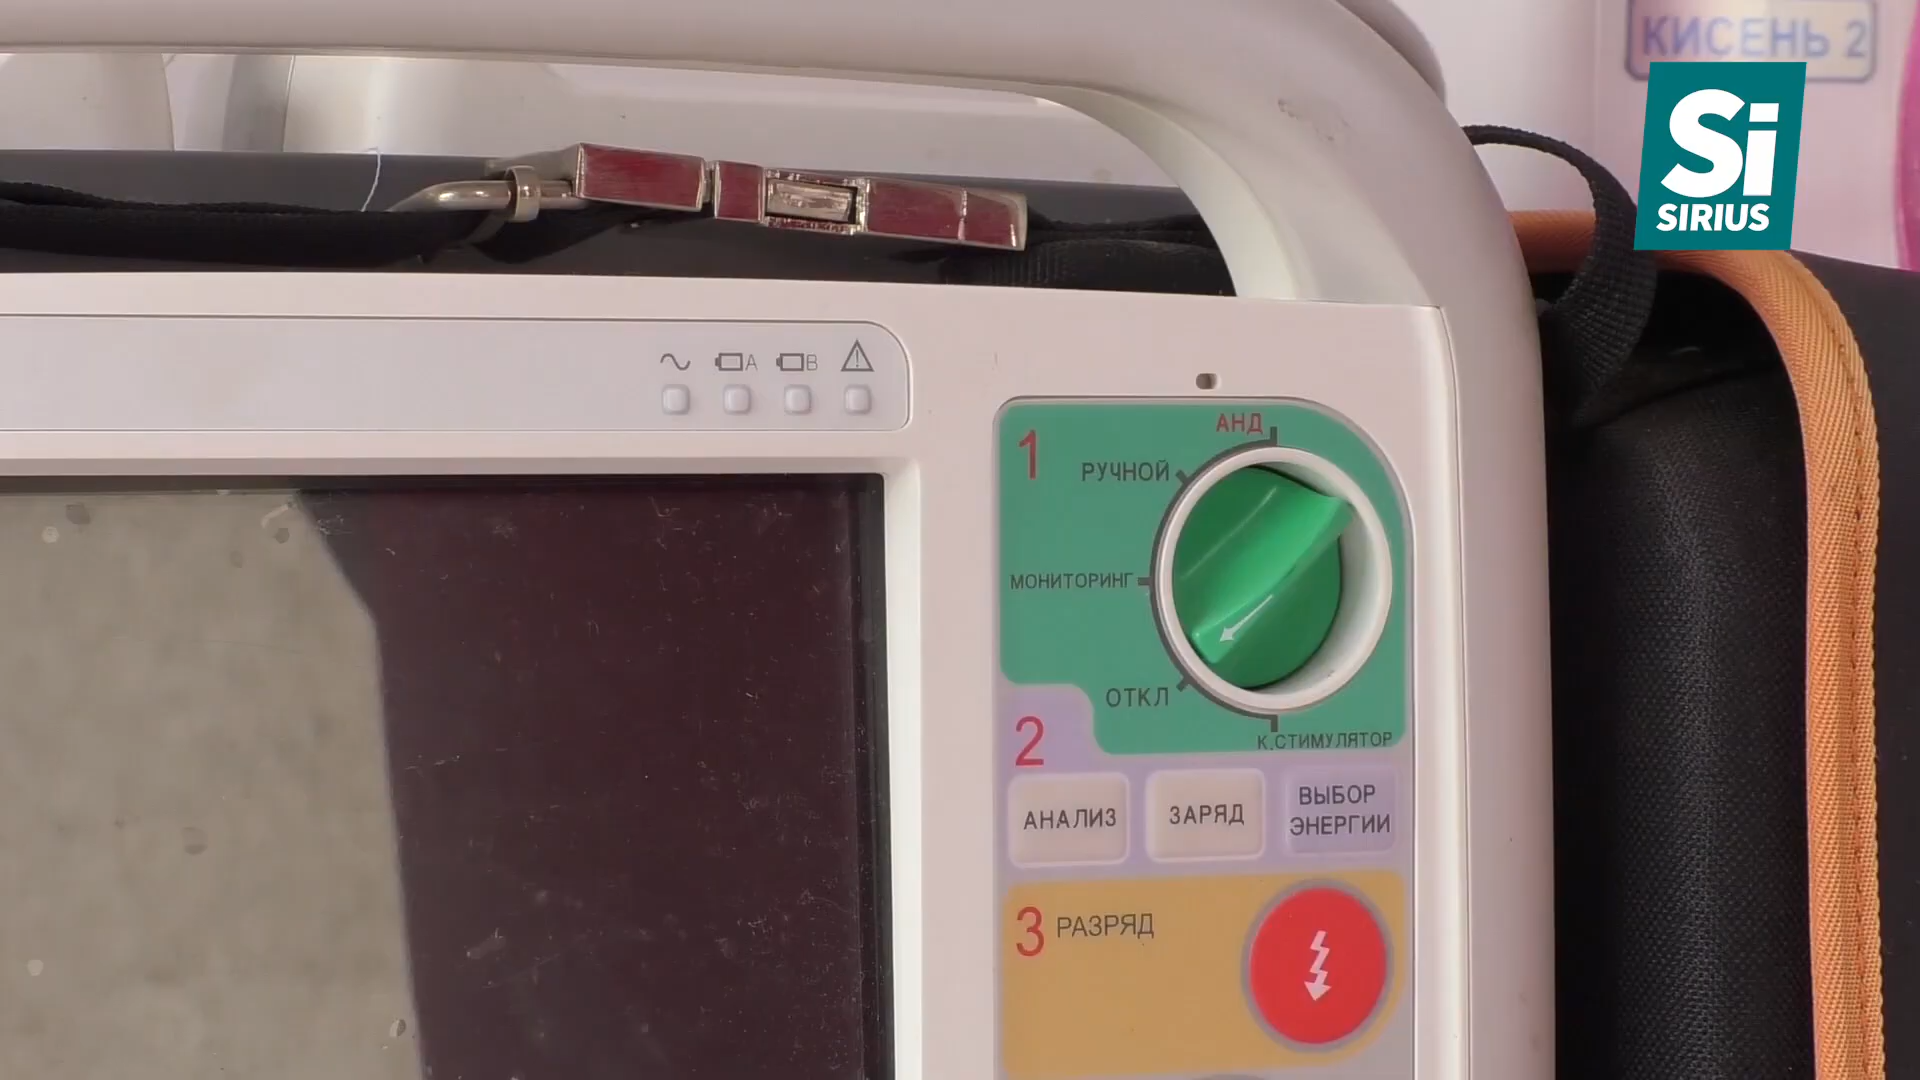 КИСЕНЬ 2
Si
SIRIUS
A
B
1
АНД
РУЧНОЙ
МОНИТОРИНГ
ОТКЛ
К.СТИМУЛЯТОР
2
АНАЛИЗ
ЗАРЯД
ВЫБОР
ЭНЕРГИИ
3
РАЗРЯД